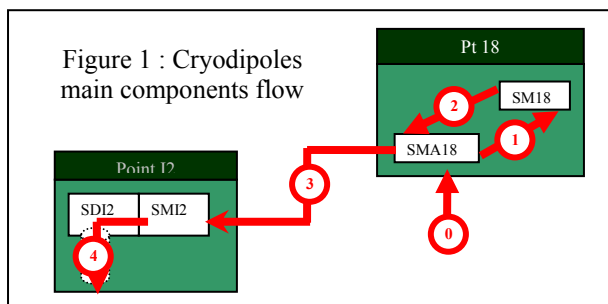 Figure 1 : Cryodipoles
main components flow
Pt 18
SM18
2
1
SMA18
3
0
Point I2
SDI2
SMI2
4